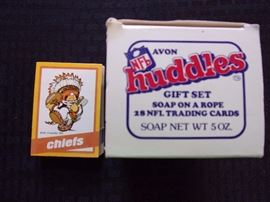 chiefs
AVON
NFL
huddles
GIFT SET
SOAP ON A ROPE
28 NFL TRADING CARDS
SOAP NET WT 5 OZ.